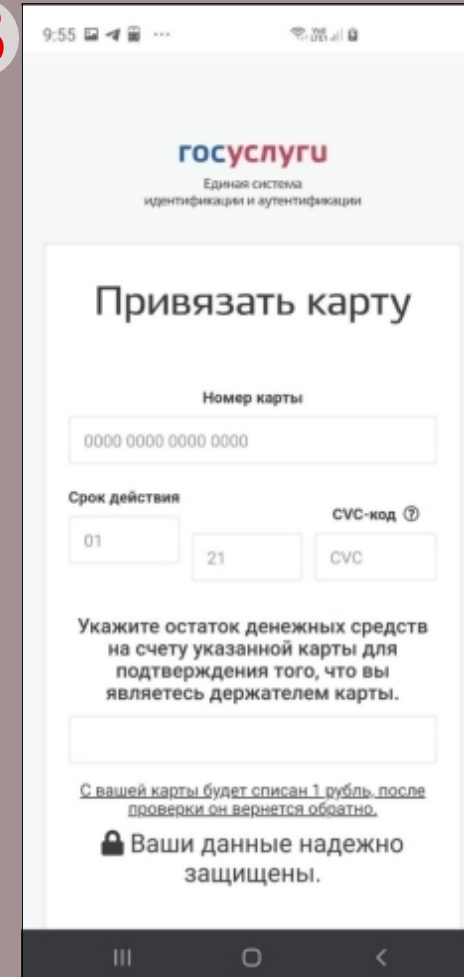 9:55
госуслуги
Единая система
идентификации и аутентификации
Привязать карту
Номер карты
0000 0000 0000 0000
Срок действия
CVC-код
01
21
CVC
Укажите остаток денежных средств
на счету указанной карты для
подтверждения того, что вы
являетесь держателем карты.
С вашей карты будет списан 1 рубль, после
проверки он вернется обратно.
Ваши данные надежно
защищены.